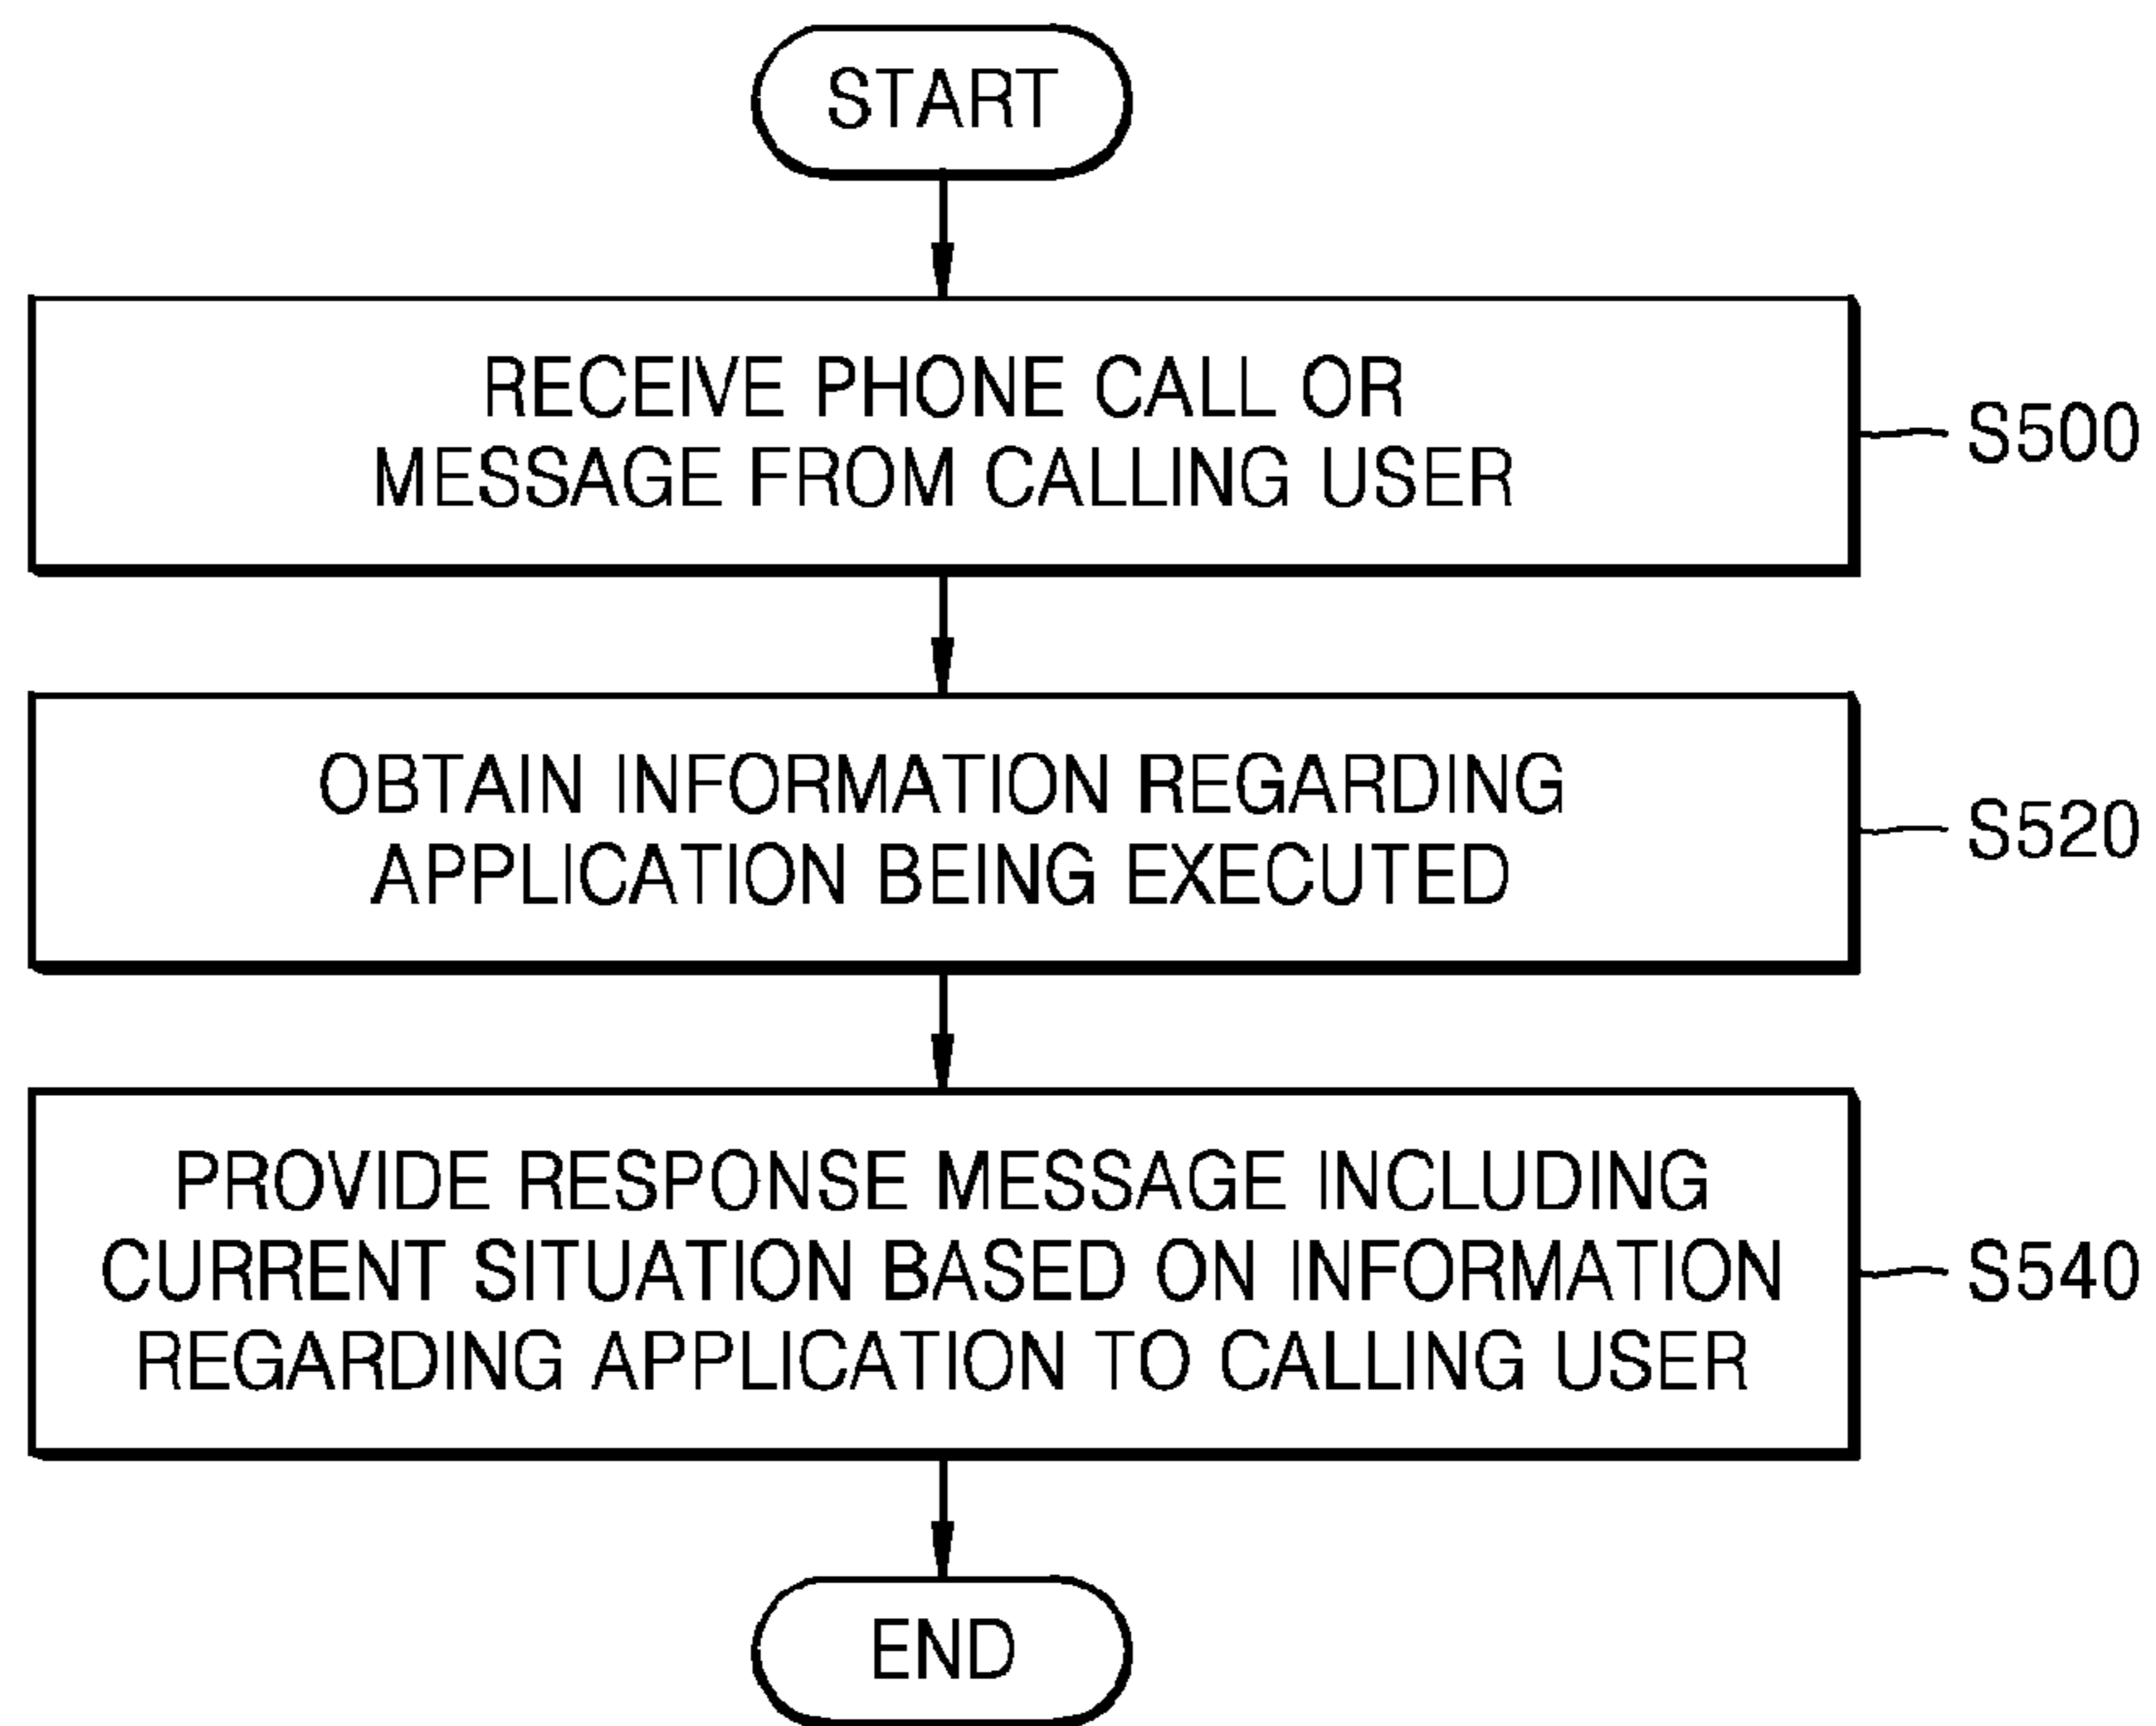 START
RECEIVE PHONE CALL OR
MESSAGE FROM CALLING USER
S500
OBTAIN INFORMATION REGARDING
APPLICATION BEING EXECUTED
S520
PROVIDE RESPONSE MESSAGE INCLUDING
CURRENT SITUATION BASED ON INFORMATION
REGARDING APPLICATION TO CALLING USER
S540
END